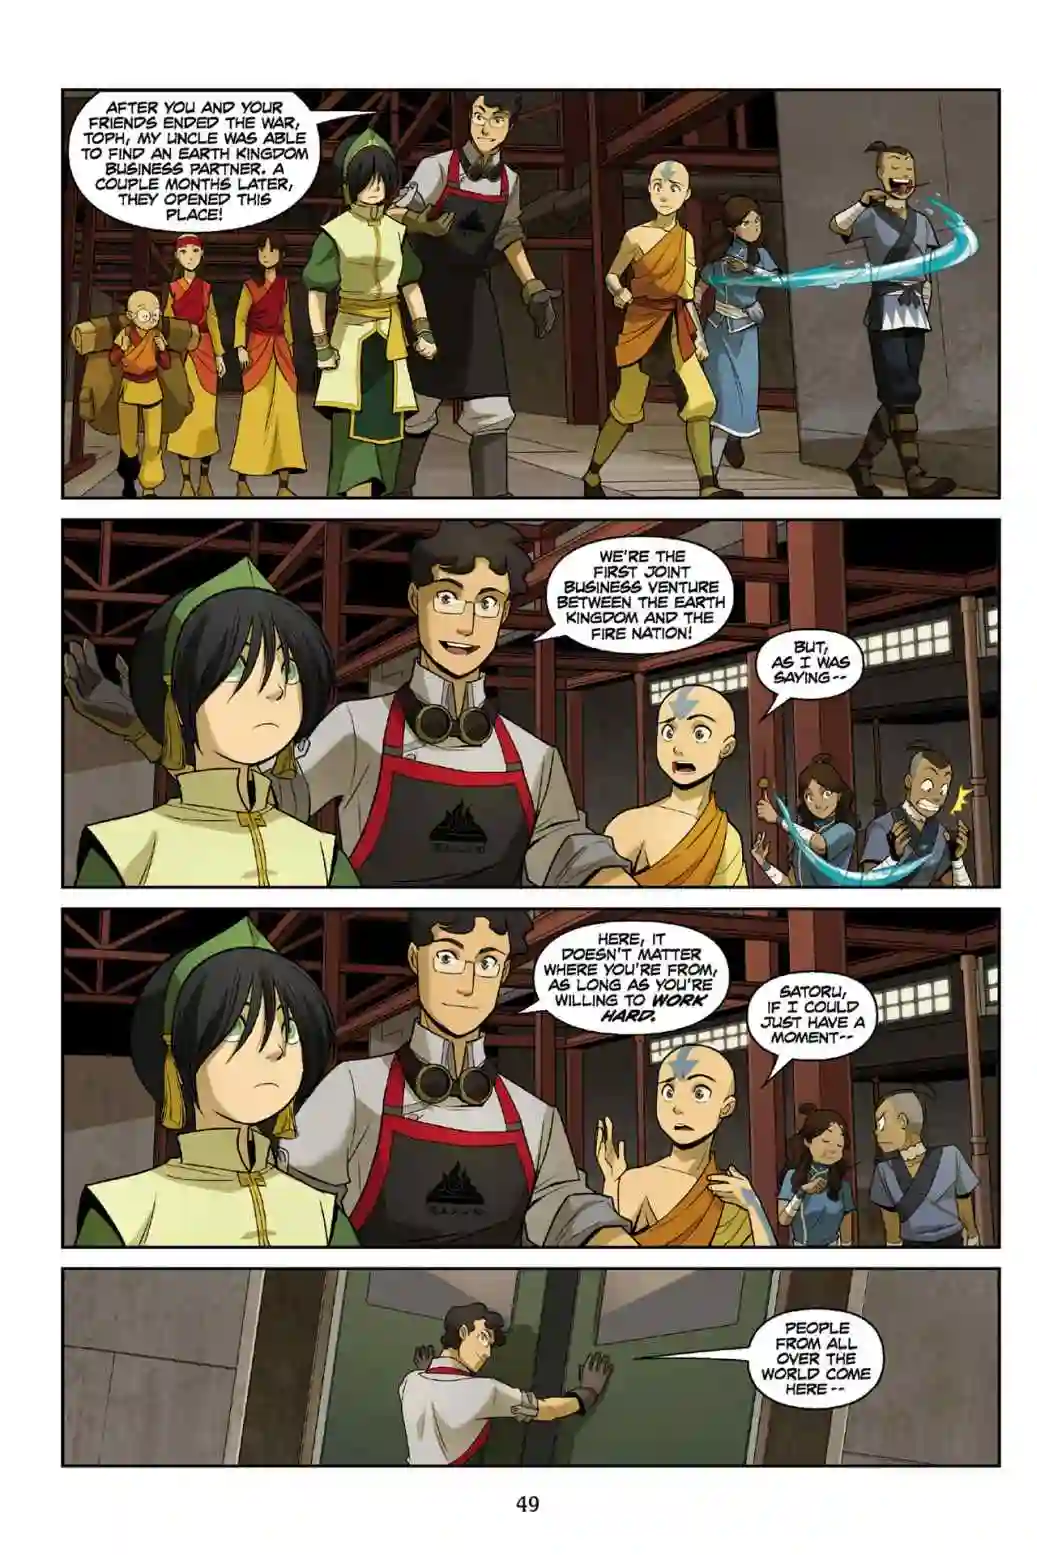 AFTER YOU AND YOUR
FRIENDS ENDED THE WAR,
TOPH, MY UNCLE WAS ABLE
TO FIND AN EARTH KINGDOM
BUSINESS PARTNER. A
COUPLE MONTHS LATER,
THEY OPENED THIS
PLACE!
WE'RE THE
FIRST JOINT
BUSINESS VENTURE
BETWEEN THE EARTH
KINGDOM AND THE
FIRE NATION!
BUT,
AS I WAS
SAYING--
HERE, IT
DOESN'T MATTER
WHERE YOU'RE FROM,
AS LONG AS YOU'RE
WILLING TO WORK
HARD.
SATORU,
IF I COULD
JUST HAVE A
MOMENT--
PEOPLE
FROM ALL
OVER THE
WORLD COME
HERE--
49